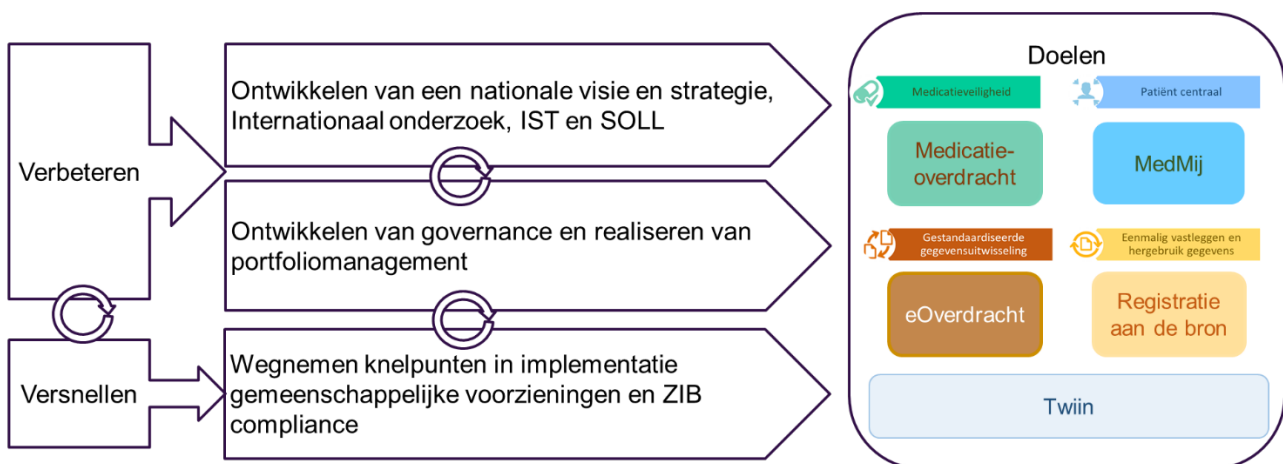 Verbeteren
Versnellen
Ontwikkelen van een nationale visie en strategie,
Internationaal onderzoek, IST en SOLL
Ontwikkelen van governance en realiseren van
portfoliomanagement
Wegnemen knelpunten in implementatie
gemeenschappelijke voorzieningen en ZIB
compliance
Doelen
Medicatieveiligheid
Patiënt centraal
Medicatie-
overdracht
MedMij
Gestandaardiseerde
gegevensuitwisseling
Eenmalig vastleggen en
hergebruik gegevens
eOverdracht
Registratie
aan de bron
Twiin